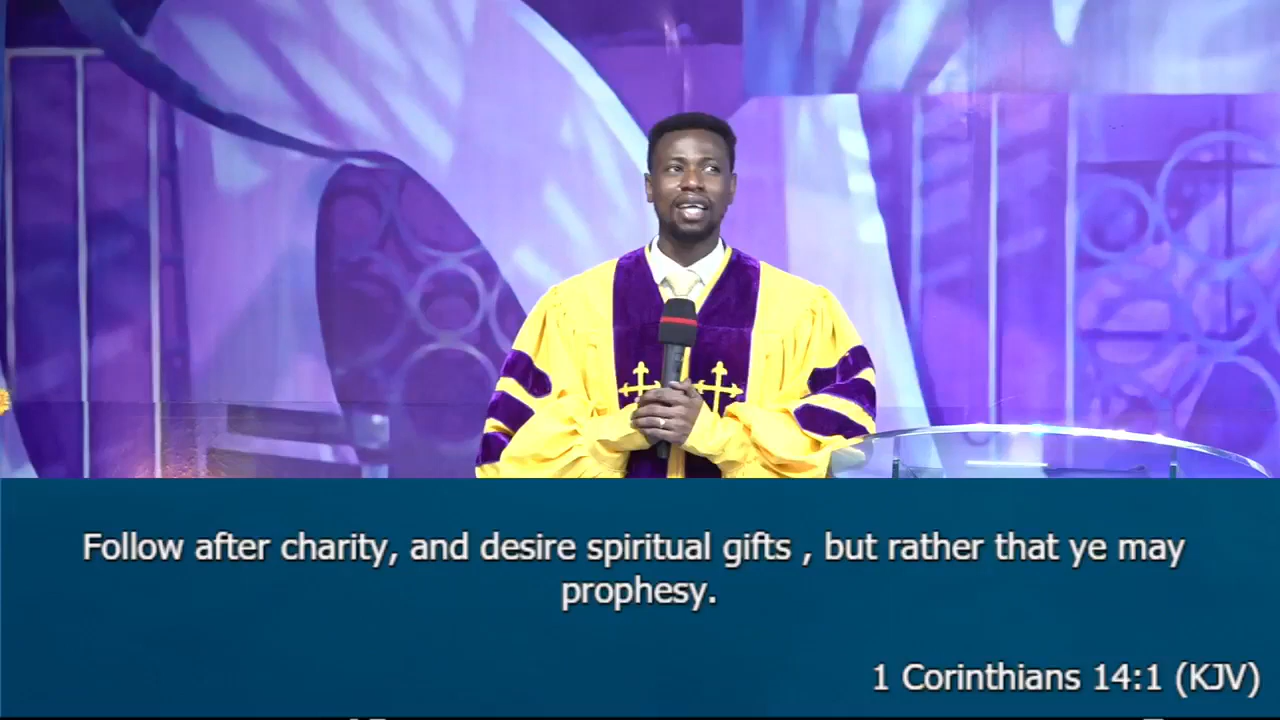 Follow after charity, and desire spiritual gifts , but rather that ye may
prophesy.
1 Corinthians 14:1 (KJV)